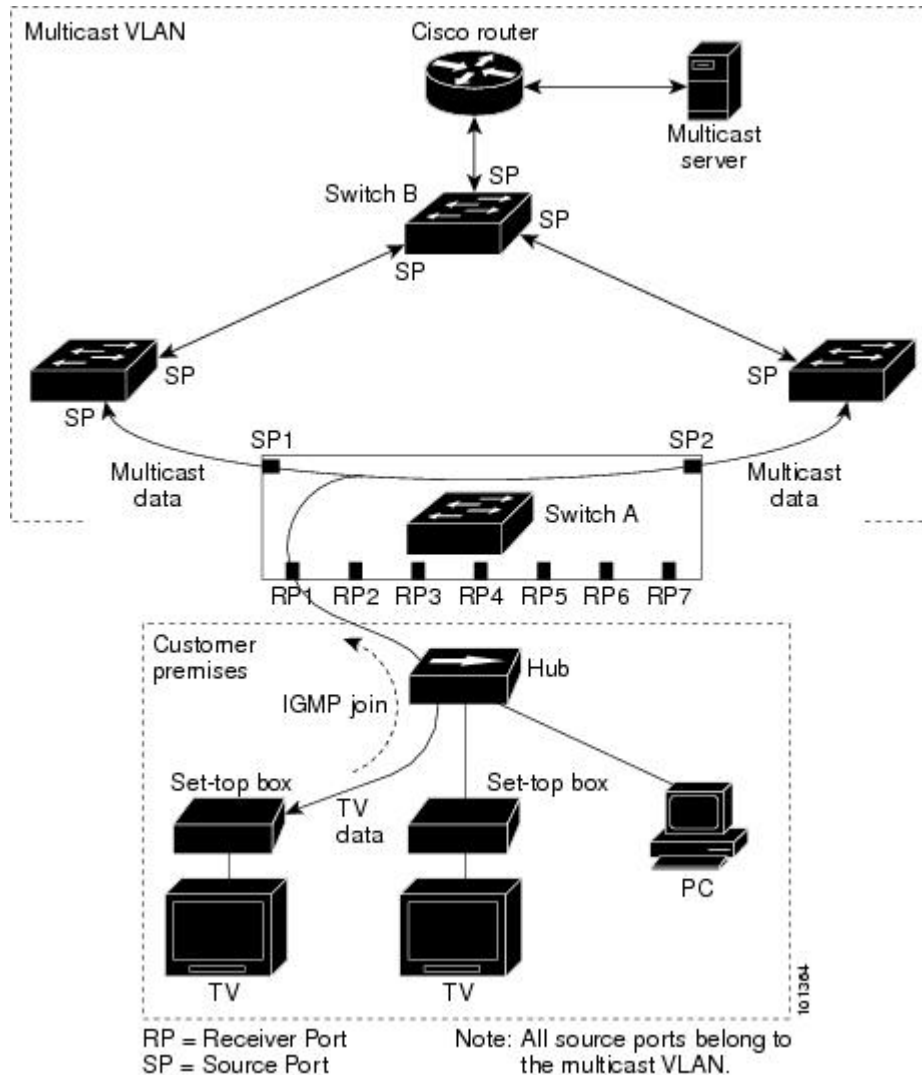 Multicast VLAN
Cisco router
Multicast
server
SP
Switch B
SP
SP
SP
SP
SP
SP1
SP2
Multicast
data
Multicast
data
Switch A
RP1 RP2 RP3 RP4 RP5 RP6 RP7
Customer
premises
Hub
IGMP join
Set-top box
Set-top box
TV
data
PC
TV
TV
101364
RP = Receiver Port
SP = Source Port
Note: All source ports belong to
the multicast VLAN.